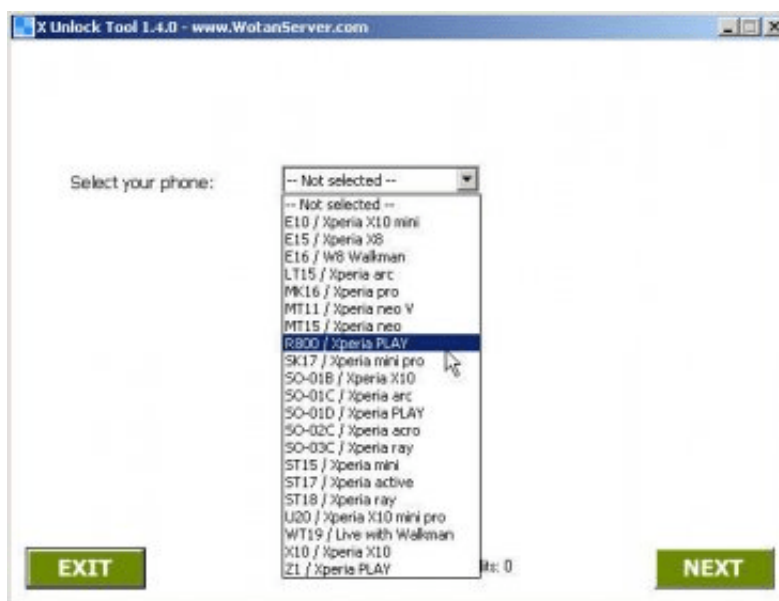 X Unlock Tool 1.4.0 - www.WotanServer.com
Select your phone:
-- Not selected --
-- Not selected --
E10 / Xperia X10 mini
E15 / Xperia X8
E16 / W8 Walkman
LT15 / Xperia arc
MK16 / Xperia pro
MT11 / Xperia neo V
MT15 / Xperia neo
R800 / Xperia PLAY
SK17 / Xperia mini pro
SO-01B / Xperia X10
SO-01C / Xperia arc
SO-01D / Xperia PLAY
SO-02C / Xperia acro
SO-03C / Xperia ray
ST15 / Xperia mini
ST17 / Xperia active
ST18 / Xperia ray
U20 / Xperia X10 mini pro
WT19 / Live with Walkman
X10 / Xperia X10
Z1 / Xperia PLAY
EXIT
: 0
NEXT